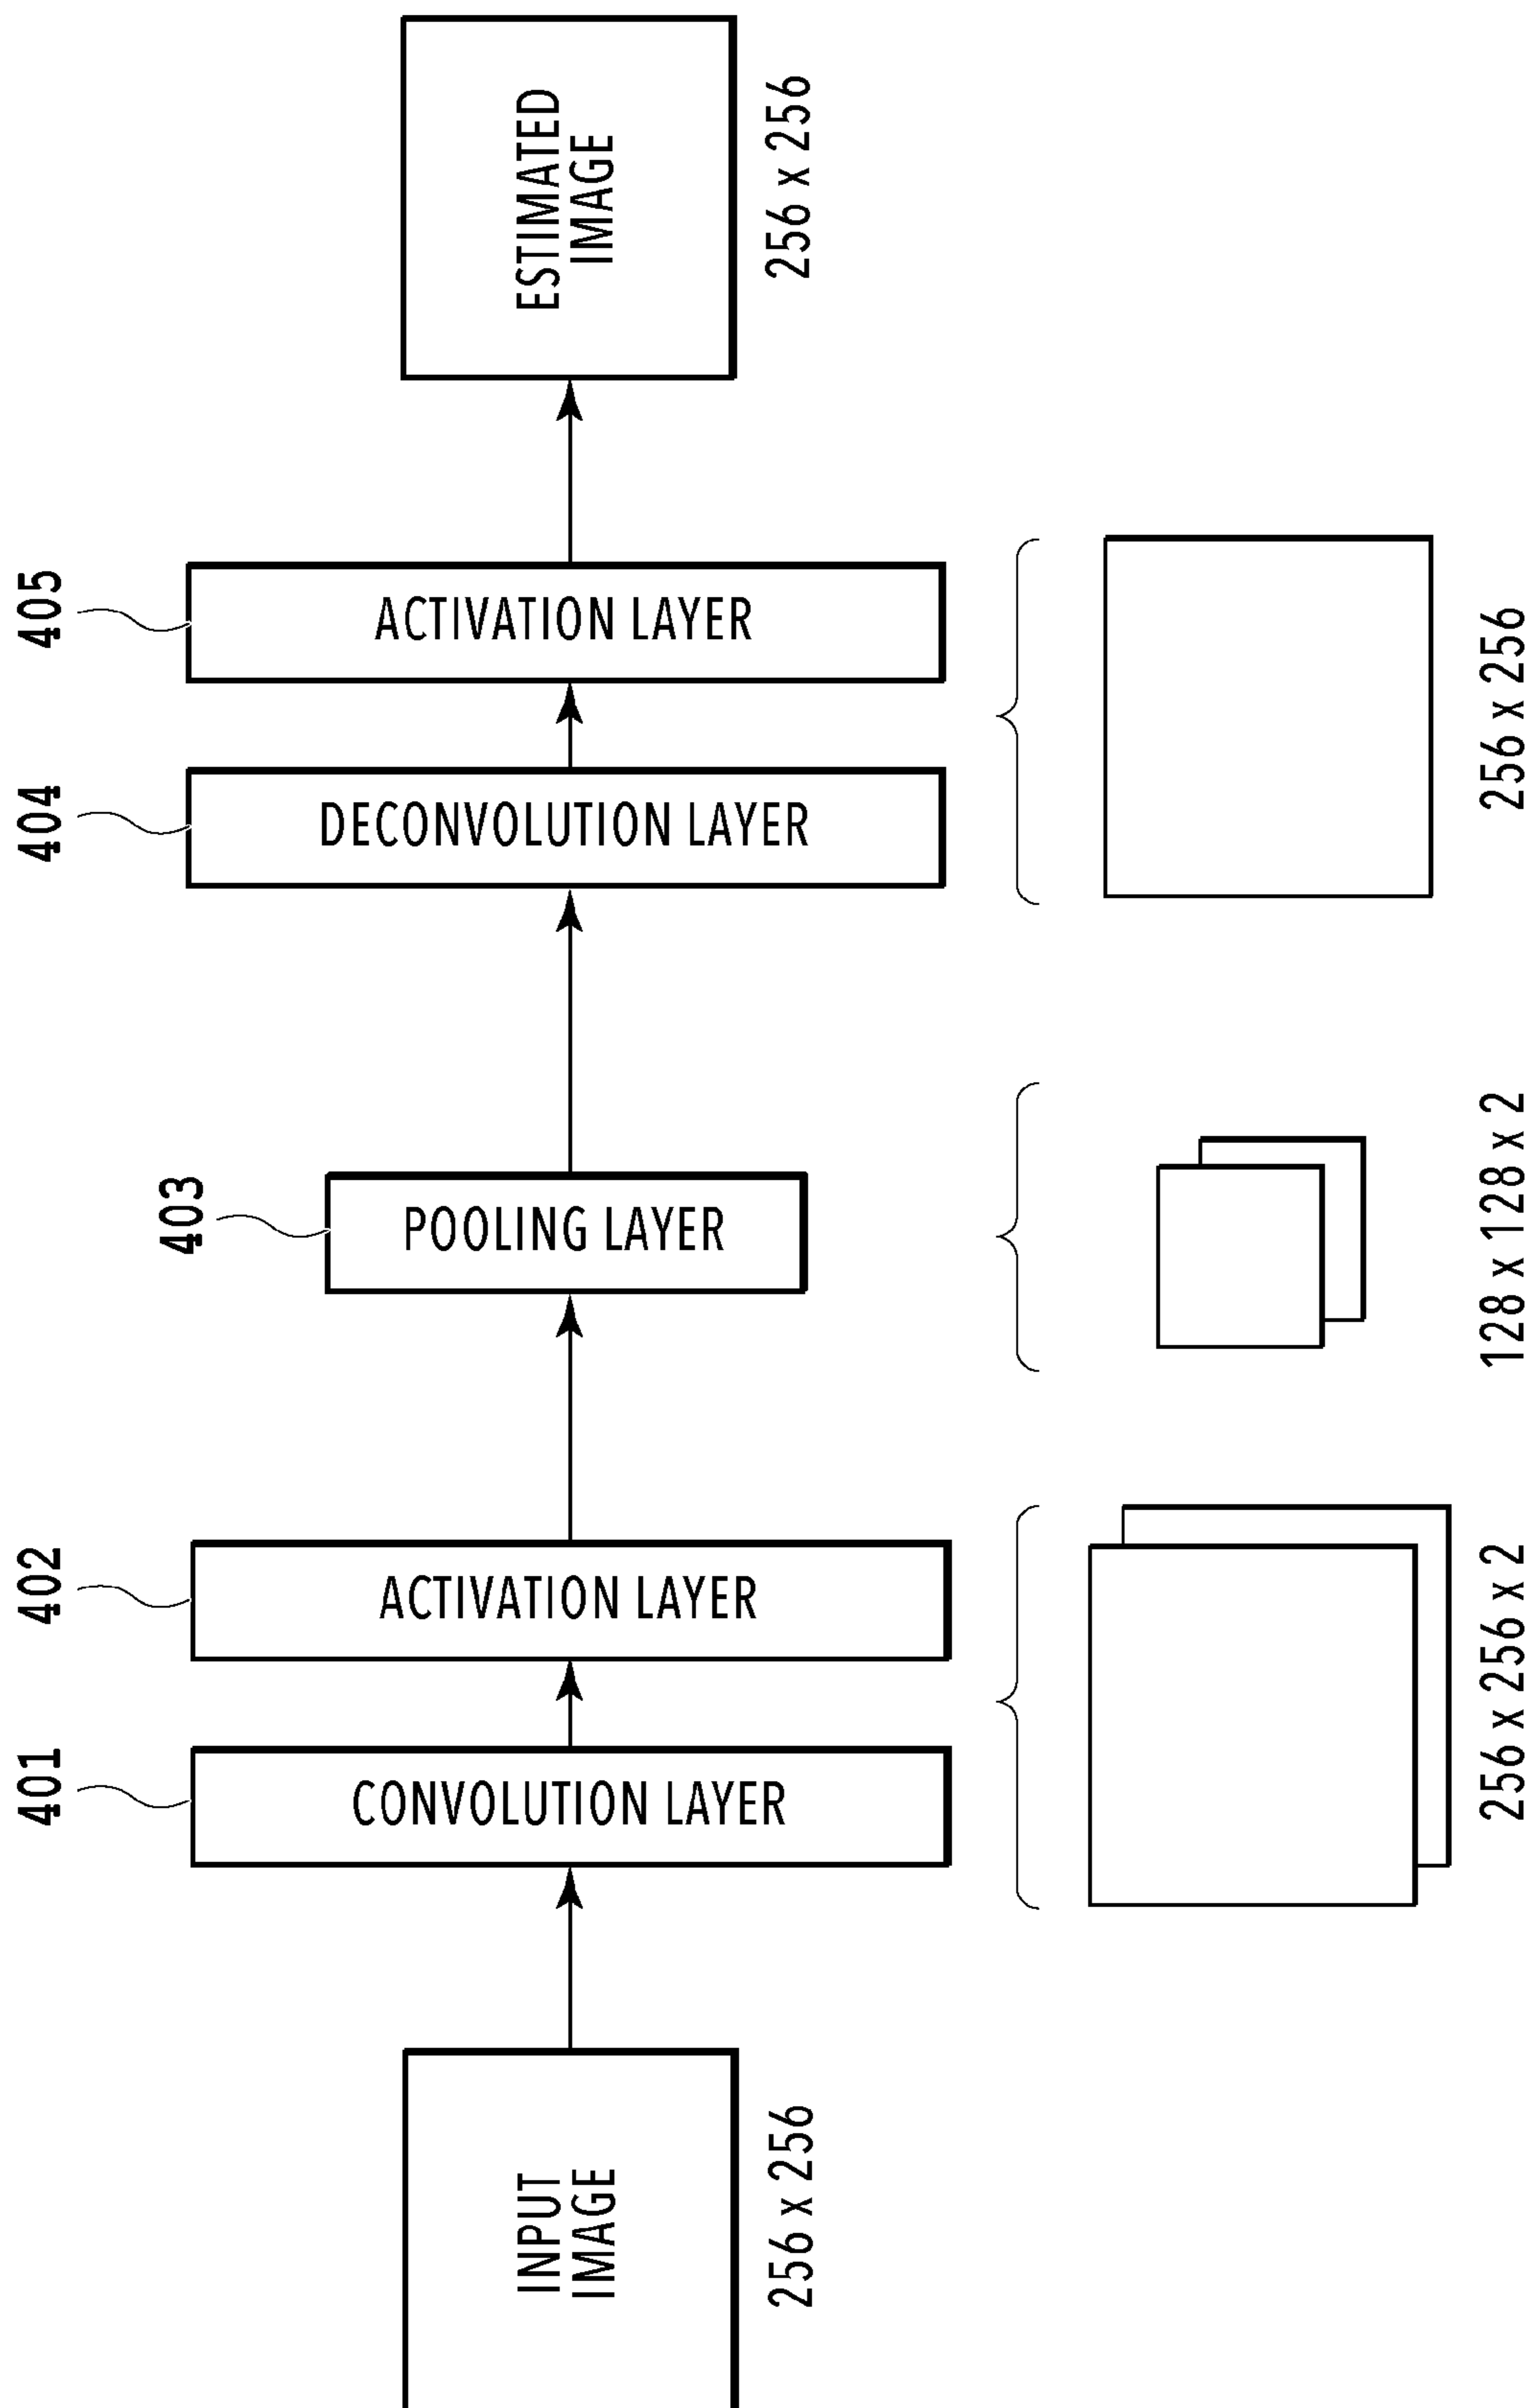 INPUT
IMAGE
256 x 256
401
CONVOLUTION LAYER
402
ACTIVATION LAYER
256 x 256 x 2
403
POOLING LAYER
128 x 128 x 2
404
DECONVOLUTION LAYER
405
ACTIVATION LAYER
256 x 256
ESTIMATED
IMAGE
256 x 256